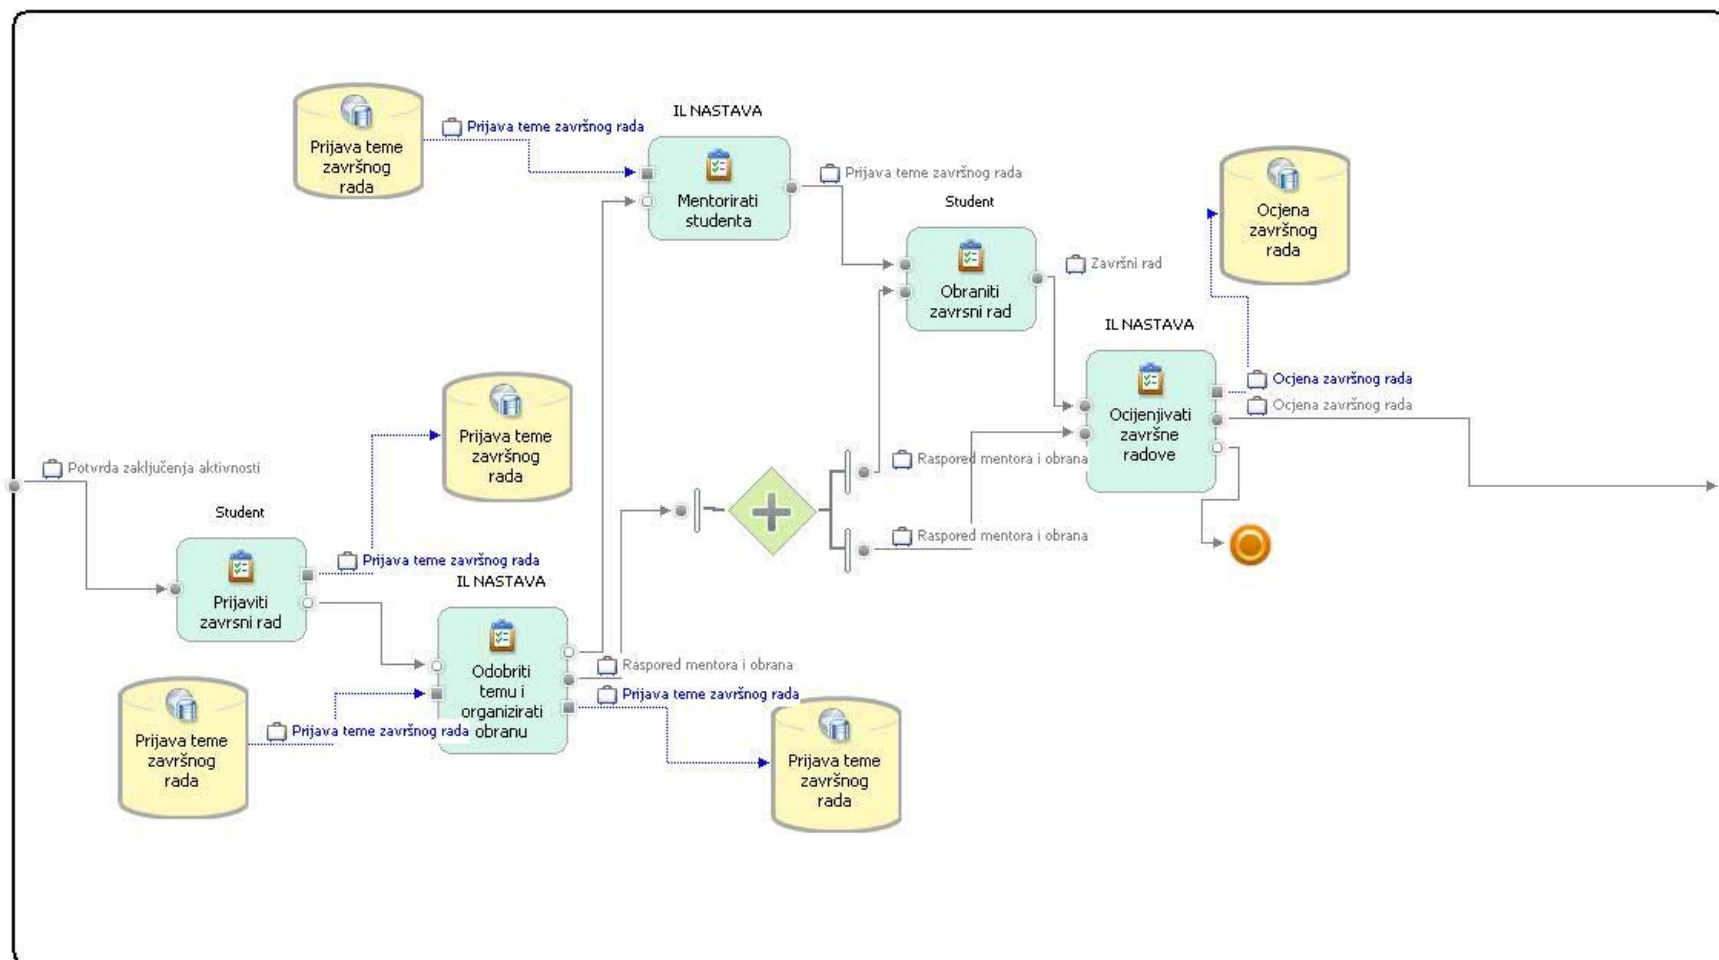 IL NASTAVA
Prijava teme završnog rada
Prijava teme
završnog
rada
Mentorirati
studenta
Prijava teme završnog rada
Student
Ocjena
završnog
rada
Obraniti
zavrsni rad
Završni rad
IL NASTAVA
Ocjena završnog rada
Ocjena završnog rada
Ocijenjivati
završne
radove
Prijava teme
završnog
rada
Potvrda zaključenja aktivnosti
Raspored mentora i obrana
Student
Raspored mentora i obrana
Prijava teme završnog rada
IL NASTAVA
Prijaviti
zavrsni rad
Raspored mentora i obrana
Odobriti
temu i
organizirati
obranu
Prijava teme završnog rada
Prijava teme završnog rada
Prijava teme
završnog
rada
Prijava teme
završnog
rada